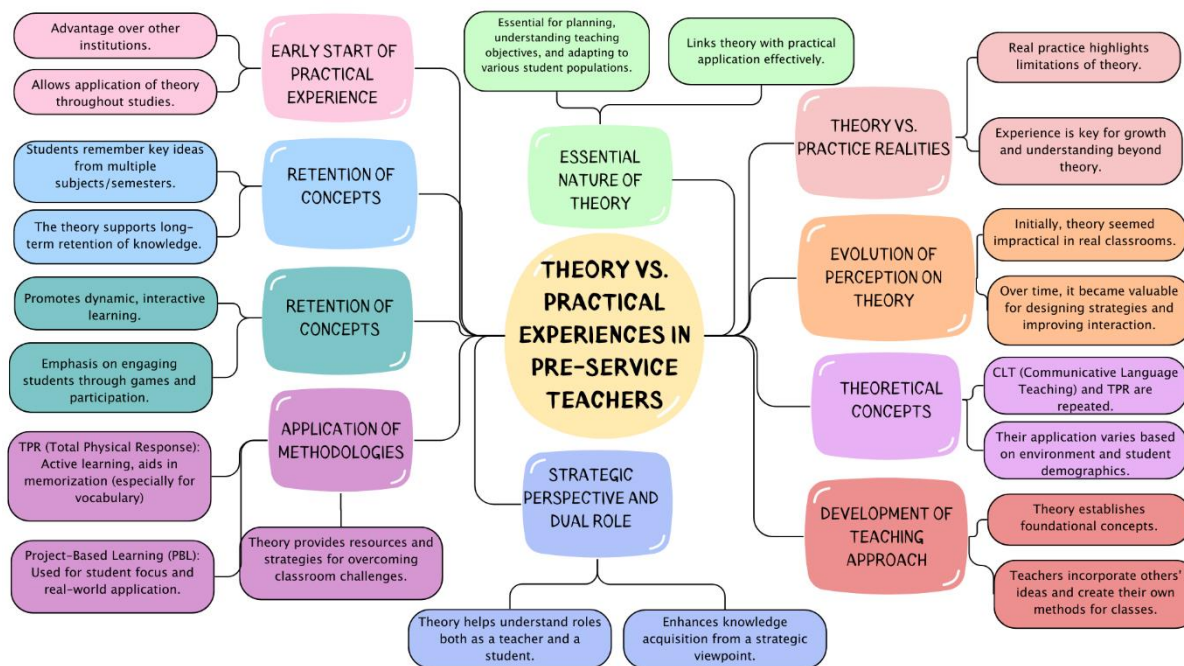 Advantage over other
institutions.
Allows application of theory
throughout studies.
EARLY START OF
PRACTICAL
EXPERIENCE
Students remember key ideas
from multiple
subjects/semesters.
The theory supports long-
term retention of knowledge.
RETENTION OF
CONCEPTS
Promotes dynamic, interactive
learning.
Emphasis on engaging
students through games and
participation.
RETENTION OF
CONCEPTS
TPR (Total Physical Response):
Active learning, aids in
memorization (especially for
vocabulary)
Project-Based Learning (PBL):
Used for student focus and
real-world application.
APPLICATION OF
METHODOLOGIES
Theory provides resources and
strategies for overcoming
classroom challenges.
Essential for planning,
understanding teaching
objectives, and adapting to
various student populations.
Links theory with practical
application effectively.
ESSENTIAL
NATURE OF
THEORY
THEORY VS.
PRACTICAL
EXPERIENCES IN
PRE-SERVICE
TEACHERS
STRATEGIC
PERSPECTIVE AND
DUAL ROLE
Theory helps understand roles
both as a teacher and a
student.
Enhances knowledge
acquisition from a strategic
viewpoint.
THEORY VS.
PRACTICE REALITIES
Real practice highlights
limitations of theory.
Experience is key for growth
and understanding beyond
theory.
EVOLUTION OF
PERCEPTION ON
THEORY
Initially, theory seemed
impractical in real classrooms.
Over time, it became valuable
for designing strategies and
improving interaction.
THEORETICAL
CONCEPTS
CLT (Communicative Language
Teaching) and TPR are
repeated.
Their application varies based
on environment and student
demographics.
DEVELOPMENT OF
TEACHING
APPROACH
Theory establishes
foundational concepts.
Teachers incorporate others'
ideas and create their own
methods for classes.